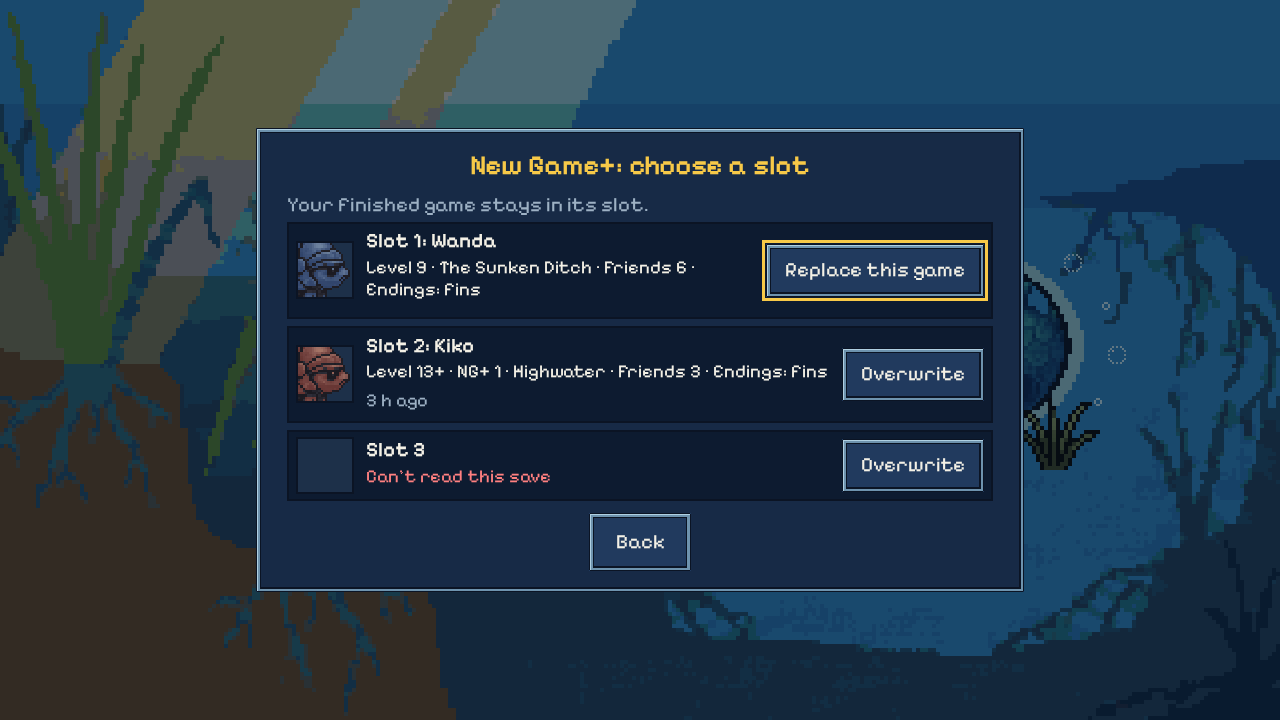 New Game+: choose a slot
Your finished game stays in its slot.
Slot 1: Wanda
Level 9 · The Sunken Ditch · Friends 6 ·
Endings: Fins
Replace this game
Slot 2: Kiko
Level 13+ · NG+ 1 · Highwater · Friends 3 · Endings: Fins
3 h ago
Overwrite
Slot 3
Can't read this save
Overwrite
Back